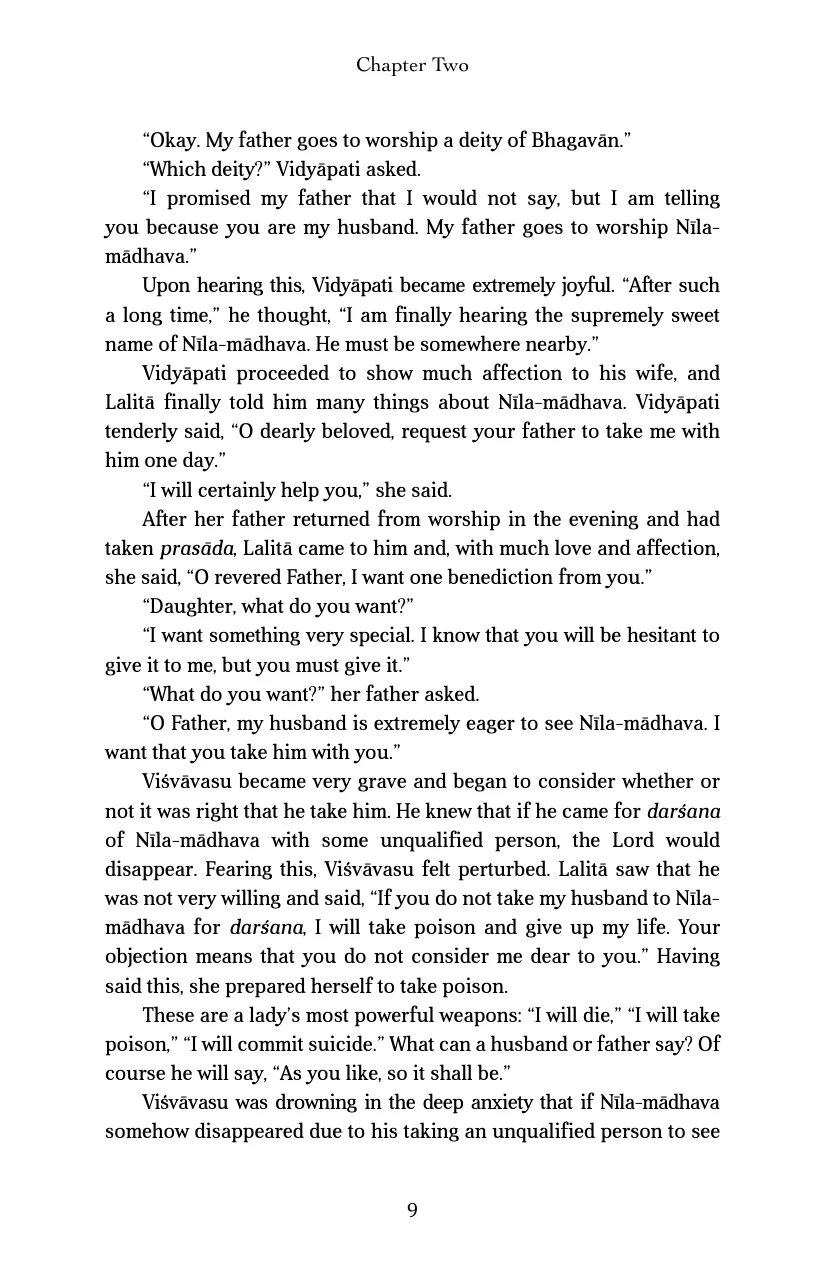 Chapter Two
“Okay. My father goes to worship a deity of Bhagavān.”
“Which deity?” Vidyāpati asked.
“I promised my father that I would not say, but I am telling
you because you are my husband. My father goes to worship Nīla-
mādhava.”
Upon hearing this, Vidyāpati became extremely joyful. “After such
a long time,” he thought, “I am finally hearing the supremely sweet
name of Nīla-mādhava. He must be somewhere nearby.”
Vidyāpati proceeded to show much affection to his wife, and
Lalitā finally told him many things about Nīla-mādhava. Vidyāpati
tenderly said, “O dearly beloved, request your father to take me with
him one day.”
“I will certainly help you,” she said.
After her father returned from worship in the evening and had
taken prasāda, Lalitā came to him and, with much love and affection,
she said, “O revered Father, I want one benediction from you.”
“Daughter, what do you want?”
“I want something very special. I know that you will be hesitant to
give it to me, but you must give it.”
“What do you want?” her father asked.
“O Father, my husband is extremely eager to see Nīla-mādhava. I
want that you take him with you.”
Viśvāvasu became very grave and began to consider whether or
not it was right that he take him. He knew that if he came for darśana
of Nīla-mādhava with some unqualified person, the Lord would
disappear. Fearing this, Viśvāvasu felt perturbed. Lalitā saw that he
was not very willing and said, “If you do not take my husband to Nīla-
mādhava for darśana, I will take poison and give up my life. Your
objection means that you do not consider me dear to you.” Having
said this, she prepared herself to take poison.
These are a lady’s most powerful weapons: “I will die,” “I will take
poison,” “I will commit suicide.” What can a husband or father say? Of
course he will say, “As you like, so it shall be.”
Viśvāvasu was drowning in the deep anxiety that if Nīla-mādhava
somehow disappeared due to his taking an unqualified person to see
9